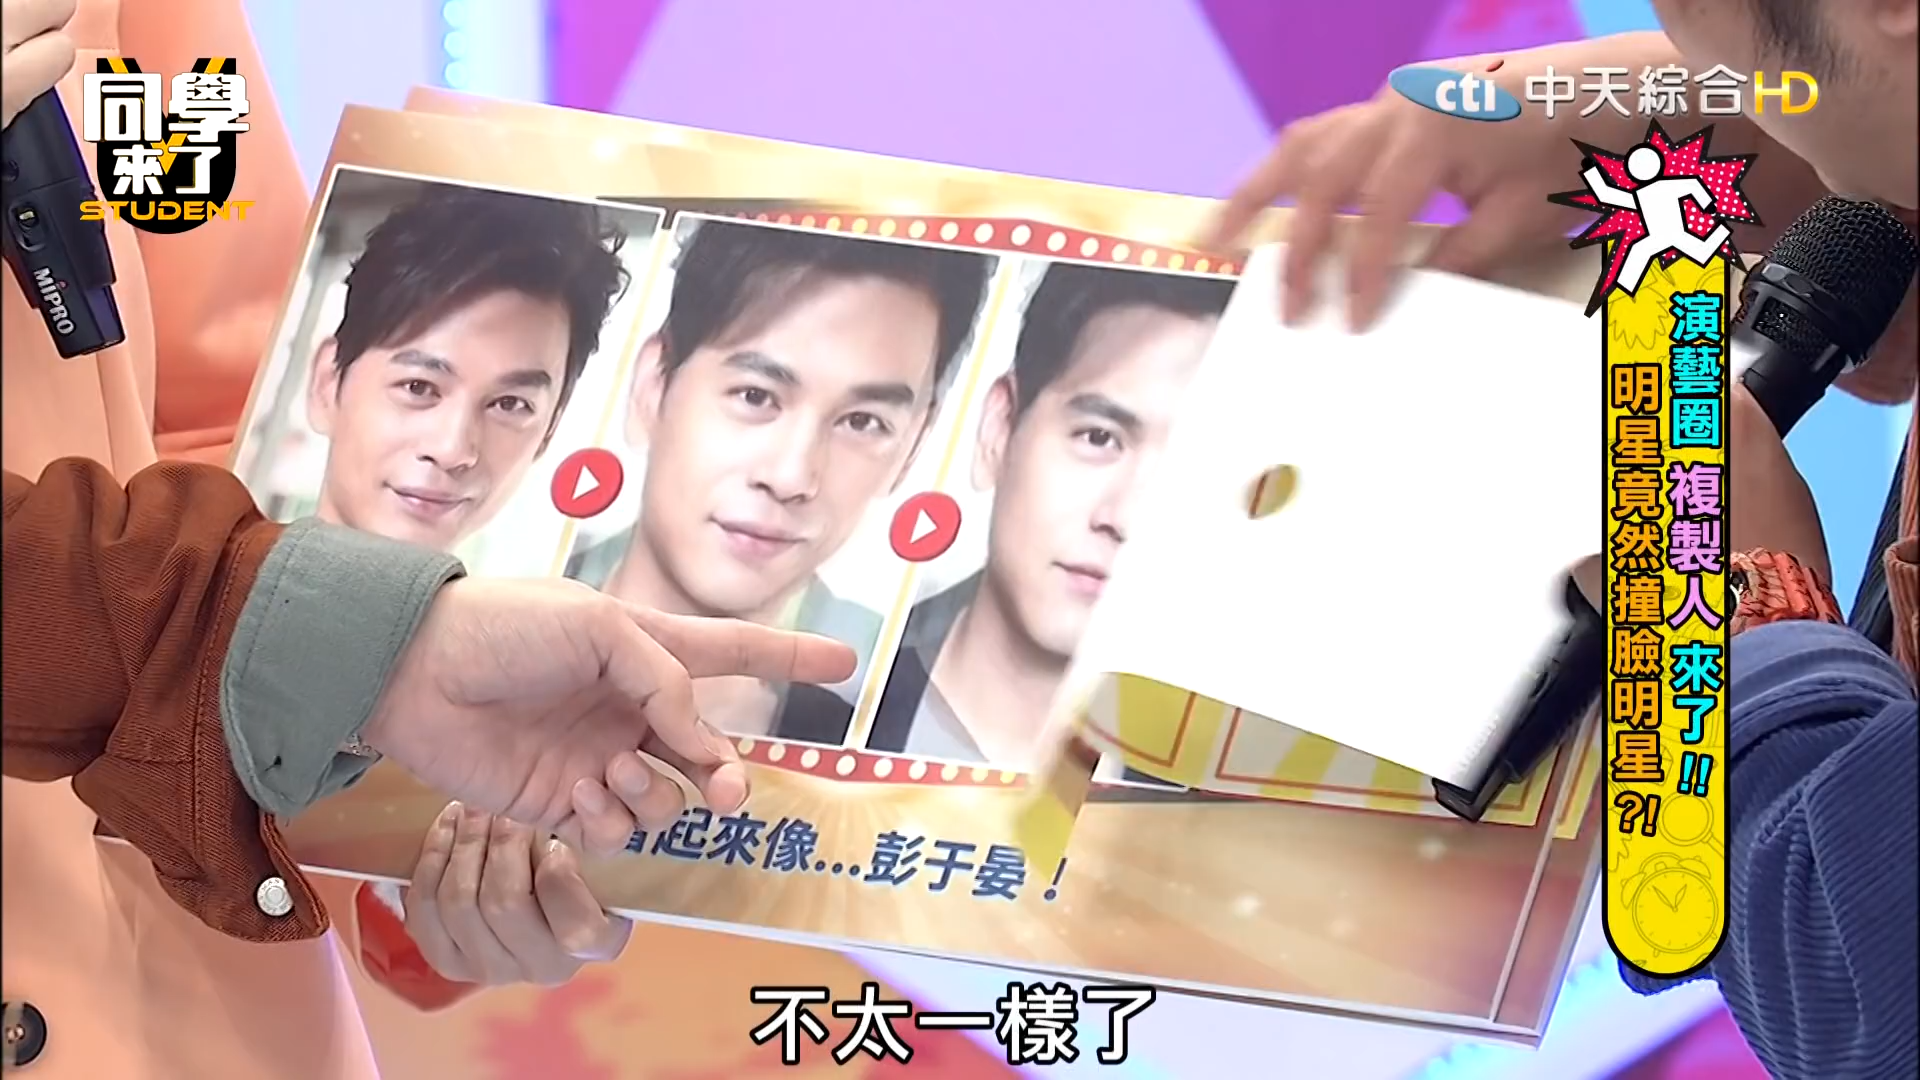 同學
來了
STUDENT
cti 中天綜合HD
MIPRO
演藝圈 複製人 來了!!
明星竟然撞臉明星?!
看起來像...彭于晏！
不太一樣了